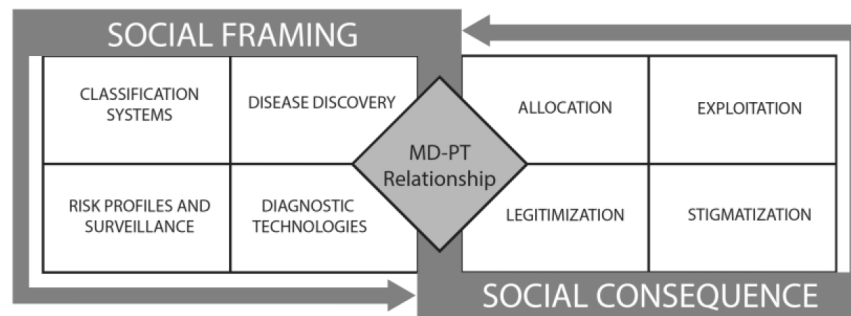 SOCIAL FRAMING
CLASSIFICATION
SYSTEMS
DISEASE DISCOVERY
RISK PROFILES AND
SURVEILLANCE
DIAGNOSTIC
TECHNOLOGIES
MD-PT
Relationship
ALLOCATION
EXPLOITATION
LEGITIMIZATION
STIGMATIZATION
SOCIAL CONSEQUENCE